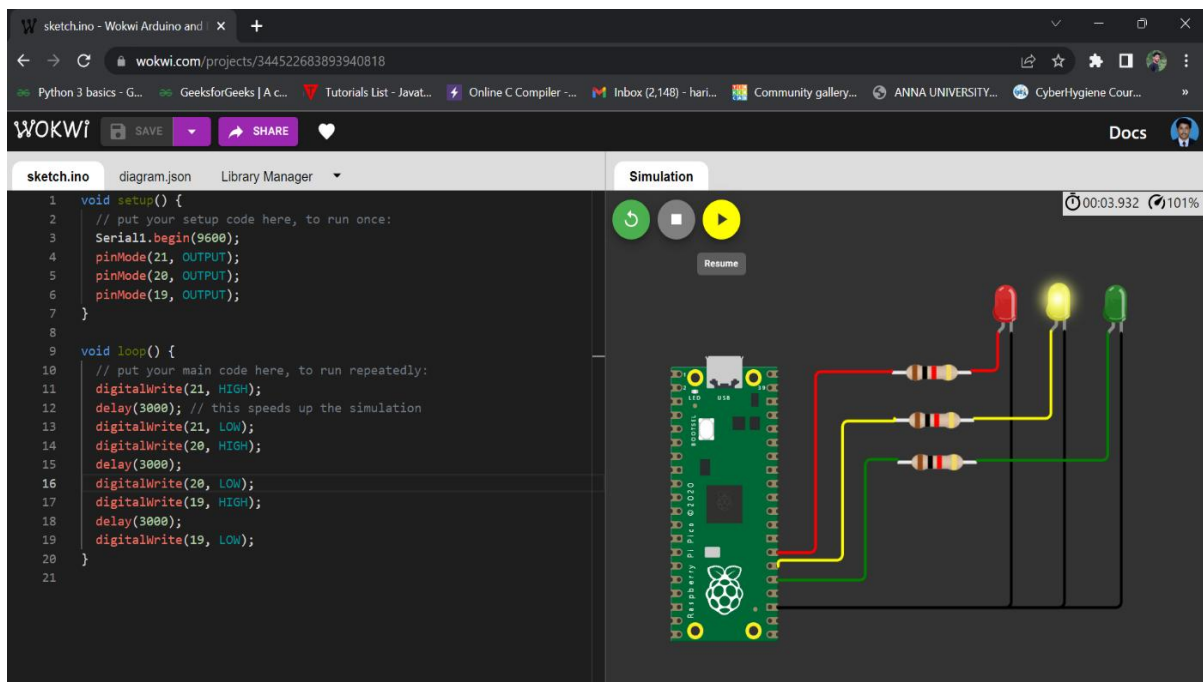 sketch.ino - Wokwi Arduino and
wokwi.com/projects/344522683893940818
Python 3 basics - G...
GeeksforGeeks | A c...
Tutorials List - Javat...
Online C Compiler -...
Inbox (2,148) - hari...
Community gallery...
ANNA UNIVERSITY...
CyberHygiene Cour...
»
WOKWi
SAVE
SHARE
Docs
sketch.ino
diagram.json
Library Manager
1 void setup() {
2 // put your setup code here, to run once:
3 Serial1.begin(9600);
4 pinMode(21, OUTPUT);
5 pinMode(20, OUTPUT);
6 pinMode(19, OUTPUT);
7 }
8
9 void loop() {
10 // put your main code here, to run repeatedly:
11 digitalWrite(21, HIGH);
12 delay(3000); // this speeds up the simulation
13 digitalWrite(21, LOW);
14 digitalWrite(20, HIGH);
15 delay(3000);
16 digitalWrite(20, LOW);
17 digitalWrite(19, HIGH);
18 delay(3000);
19 digitalWrite(19, LOW);
20 }
21
Simulation
00:03.932 101%
Resume
1
2
39
LED USB
BOOTSEL
Raspberry Pi Pico ©2020